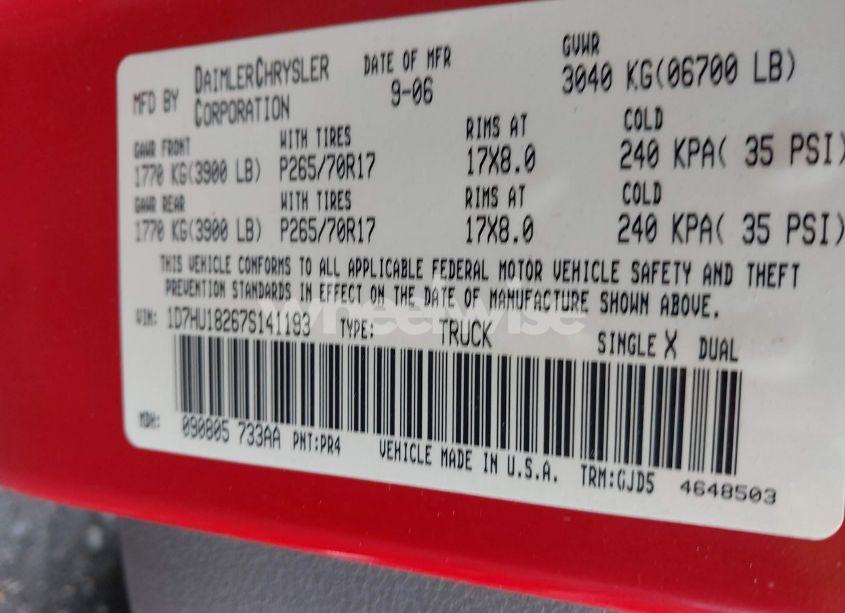 MFD BY DAIMLERCHRYSLER CORPORATION DATE OF MFR 9-06 GVWR 3040 KG(06700 LB)
GAWR FRONT WITH TIRES RIMS AT COLD
1770 KG(3900 LB) P265/70R17 17X8.0 240 KPA( 35 PSI)
GAWR REAR WITH TIRES RIMS AT COLD
1770 KG(3900 LB) P265/70R17 17X8.0 240 KPA( 35 PSI)
THIS VEHICLE CONFORMS TO ALL APPLICABLE FEDERAL MOTOR VEHICLE SAFETY AND THEFT
PREVENTION STANDARDS IN EFFECT ON THE DATE OF MANUFACTURE SHOWN ABOVE.
VIN: 1D7HU18267S141193 TYPE: TRUCK SINGLE X DUAL
MDH: 090805 733AA PNT:PR4 VEHICLE MADE IN U.S.A. TRM:GJD5 4648503